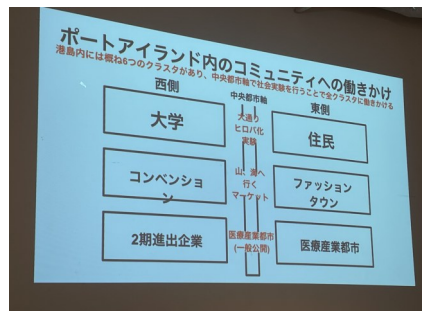 ポートアイランド内のコミュニティへの働きかけ
港島内には概ね6つのクラスタがあり、中央都市軸で社会実験を行うことで全クラスタに働きかける
西側
中央都市軸
東側
大学
大通り
ヒロバ化
実験
住民
コンベンショ
ン
山、海へ
行く
マーケット
ファッション
タウン
2期進出企業
医療産業都市
(一般公開)
医療産業都市